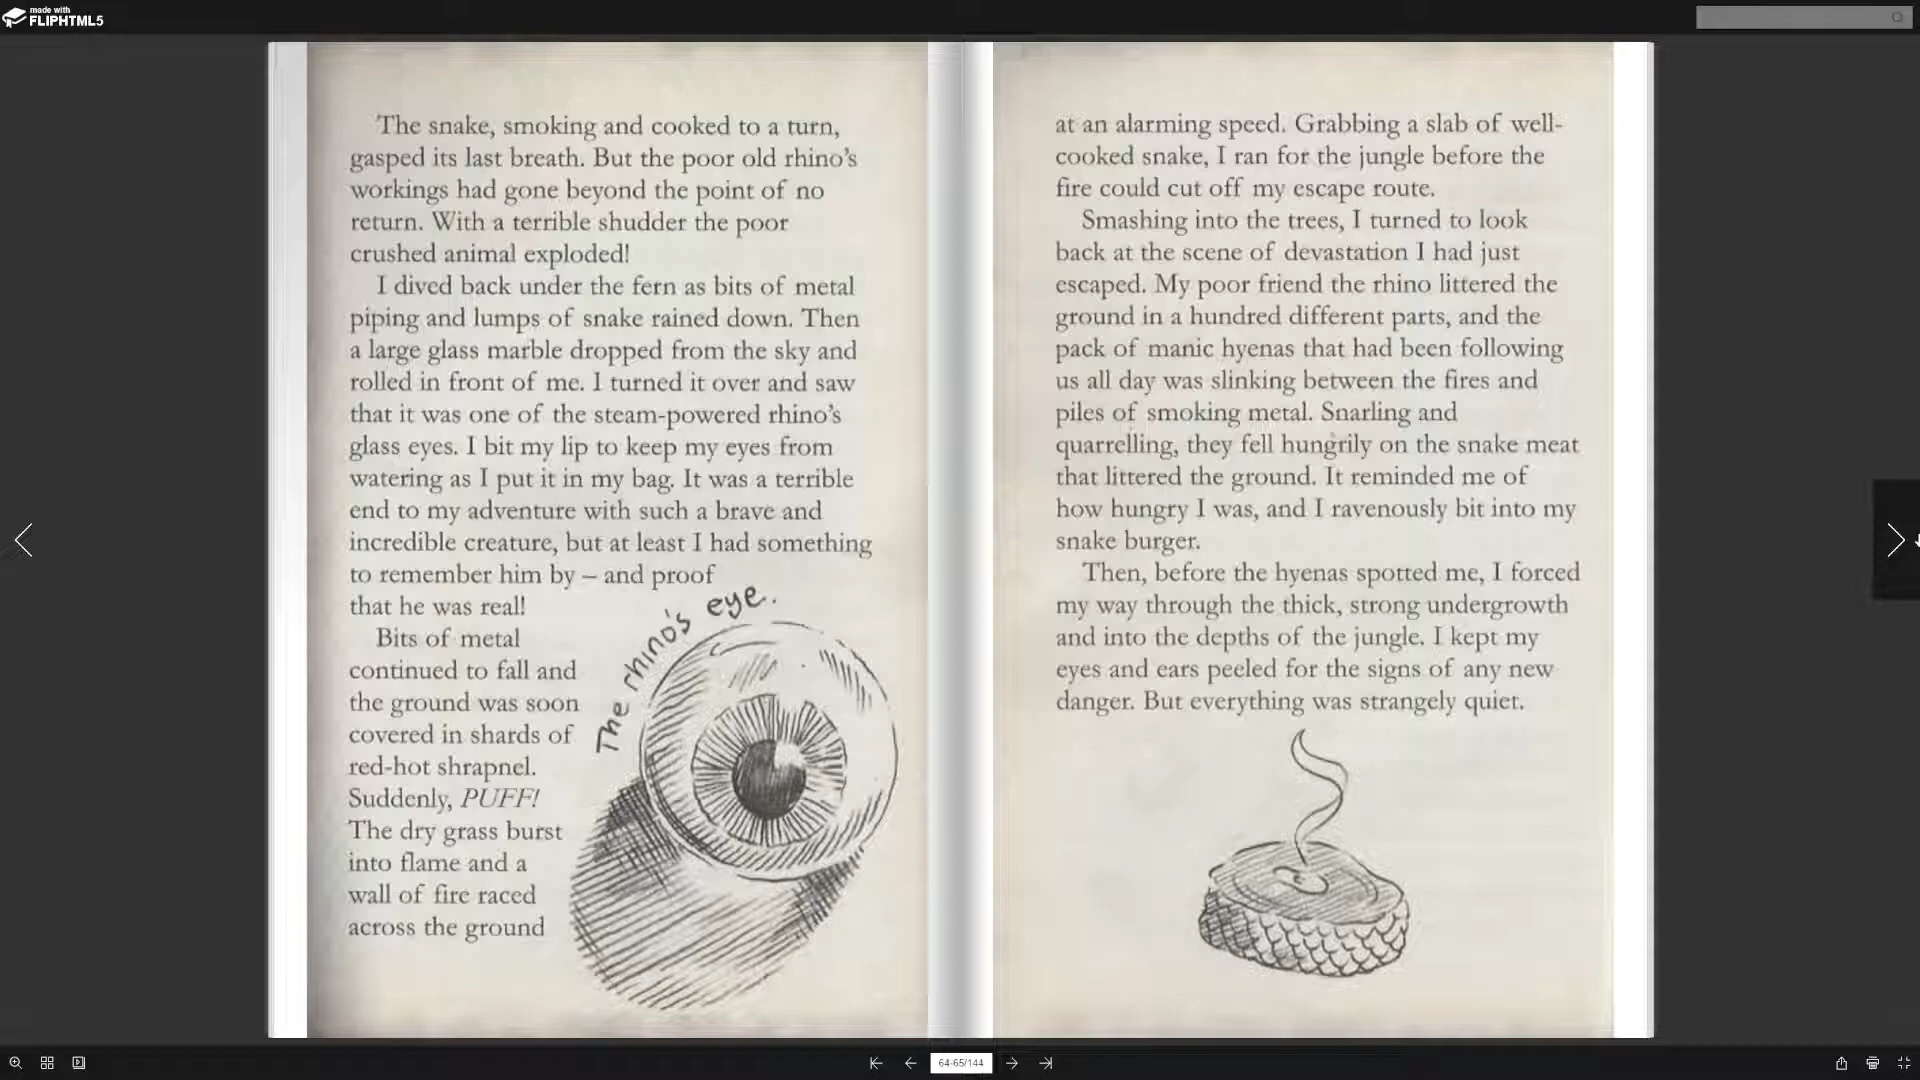 made with
FLIPHTML5
The snake, smoking and cooked to a turn,
gasped its last breath. But the poor old rhino's
workings had gone beyond the point of no
return. With a terrible shudder the poor
crushed animal exploded!
I dived back under the fern as bits of metal
piping and lumps of snake rained down. Then
a large glass marble dropped from the sky and
rolled in front of me. I turned it over and saw
that it was one of the steam-powered rhino's
glass eyes. I bit my lip to keep my eyes from
watering as I put it in my bag. It was a terrible
end to my adventure with such a brave and
incredible creature, but at least I had something
to remember him by – and proof
that he was real!
Bits of metal
continued to fall and
the ground was soon
covered in shards of
red-hot shrapnel.
Suddenly, PUFF!
The dry grass burst
into flame and a
wall of fire raced
across the ground
The rhino's eye.
at an alarming speed. Grabbing a slab of well-
cooked snake, I ran for the jungle before the
fire could cut off my escape route.
Smashing into the trees, I turned to look
back at the scene of devastation I had just
escaped. My poor friend the rhino littered the
ground in a hundred different parts, and the
pack of manic hyenas that had been following
us all day was slinking between the fires and
piles of smoking metal. Snarling and
quarrelling, they fell hungrily on the snake meat
that littered the ground. It reminded me of
how hungry I was, and I ravenously bit into my
snake burger.
Then, before the hyenas spotted me, I forced
my way through the thick, strong undergrowth
and into the depths of the jungle. I kept my
eyes and ears peeled for the signs of any new
danger. But everything was strangely quiet.
64-65/144